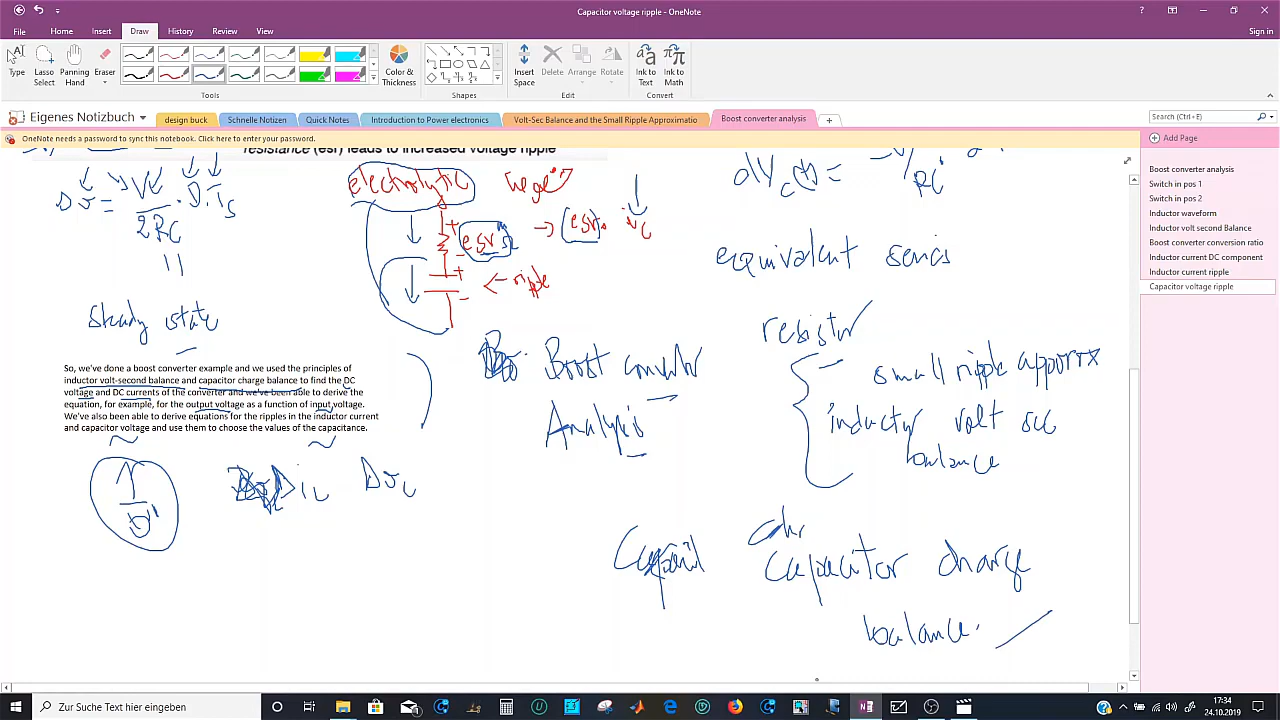 Capacitor voltage ripple - OneNote
?
File Home Insert Draw History Review View
Sign in
Type
Lasso Select
Panning Hand
Eraser
Color & Thickness
Insert Space
Delete
Arrange
Rotate
Ink to Text
Ink to Math
Tools
Shapes
Edit
Convert
Eigenes Notizbuch
design buck
Schnelle Notizen
Quick Notes
Introduction to Power electronics
Volt-Sec Balance and the Small Ripple Approximatio
Boost converter analysis
Search (Ctrl+E)
OneNote needs a password to sync this notebook. Click here to enter your password.
Add Page
Boost converter analysis
Switch in pos 1
Switch in pos 2
Inductor waveform
Inductor volt second Balance
Boost converter conversion ratio
Inductor current DC component
Inductor current ripple
Capacitor voltage ripple
resistance (esr) leads to increased voltage ripple
electrolytic
esr
esr
ripple
2RC
steady state
equivalent series
resistor
Boost
Analysis
small ripple approx
inductor volt sec
balance
So, we've done a boost converter example and we used the principles of
inductor volt-second balance and capacitor charge balance to find the DC
voltage and DC currents of the converter and we've been able to derive the
equation, for example, for the output voltage as a function of input voltage.
We've also been able to derive equations for the ripples in the inductor current
and capacitor voltage and use them to choose the values of the capacitance.
capacitor charge
balance.
Zur Suche Text hier eingeben
17:34
24.10.2019